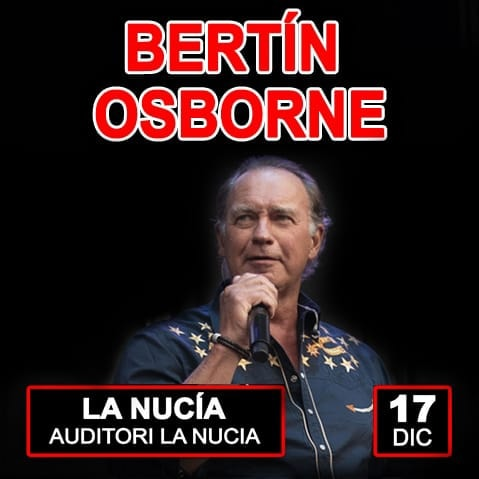 BERTÍN
OSBORNE
LA NUCÍA
AUDITORI LA NUCIA
17
DIC